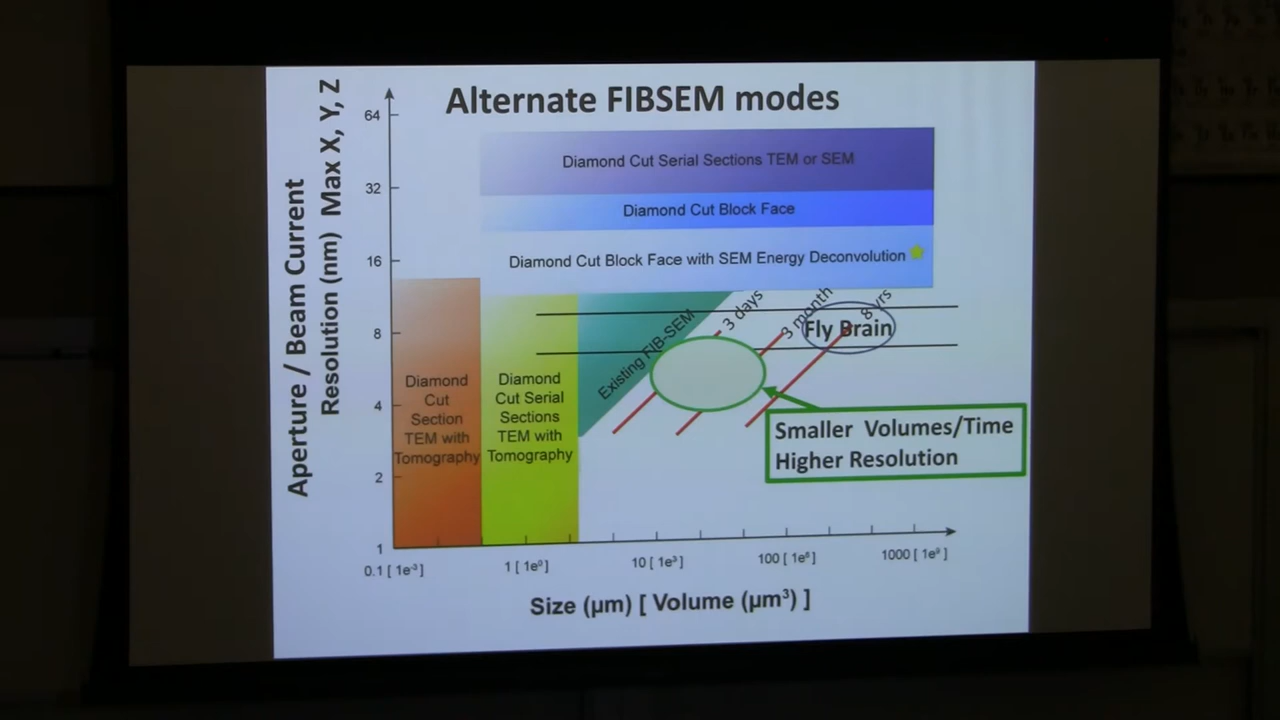 Alternate FIBSEM modes
Aperture / Beam Current
Resolution (nm) Max X, Y, Z
64
32
16
8
4
2
1
Diamond Cut Serial Sections TEM or SEM
Diamond Cut Block Face
Diamond Cut Block Face with SEM Energy Deconvolution
Existing FIB-SEM
3 days
3 month
8 yrs
Fly Brain
Diamond
Cut
Section
TEM with
Tomography
Diamond
Cut Serial
Sections
TEM with
Tomography
Smaller Volumes/Time
Higher Resolution
0.1 [ 1e⁻³]
1 [ 1e⁰]
10 [ 1e³]
100 [ 1e⁶]
1000 [ 1e⁹]
Size (µm) [ Volume (µm³) ]